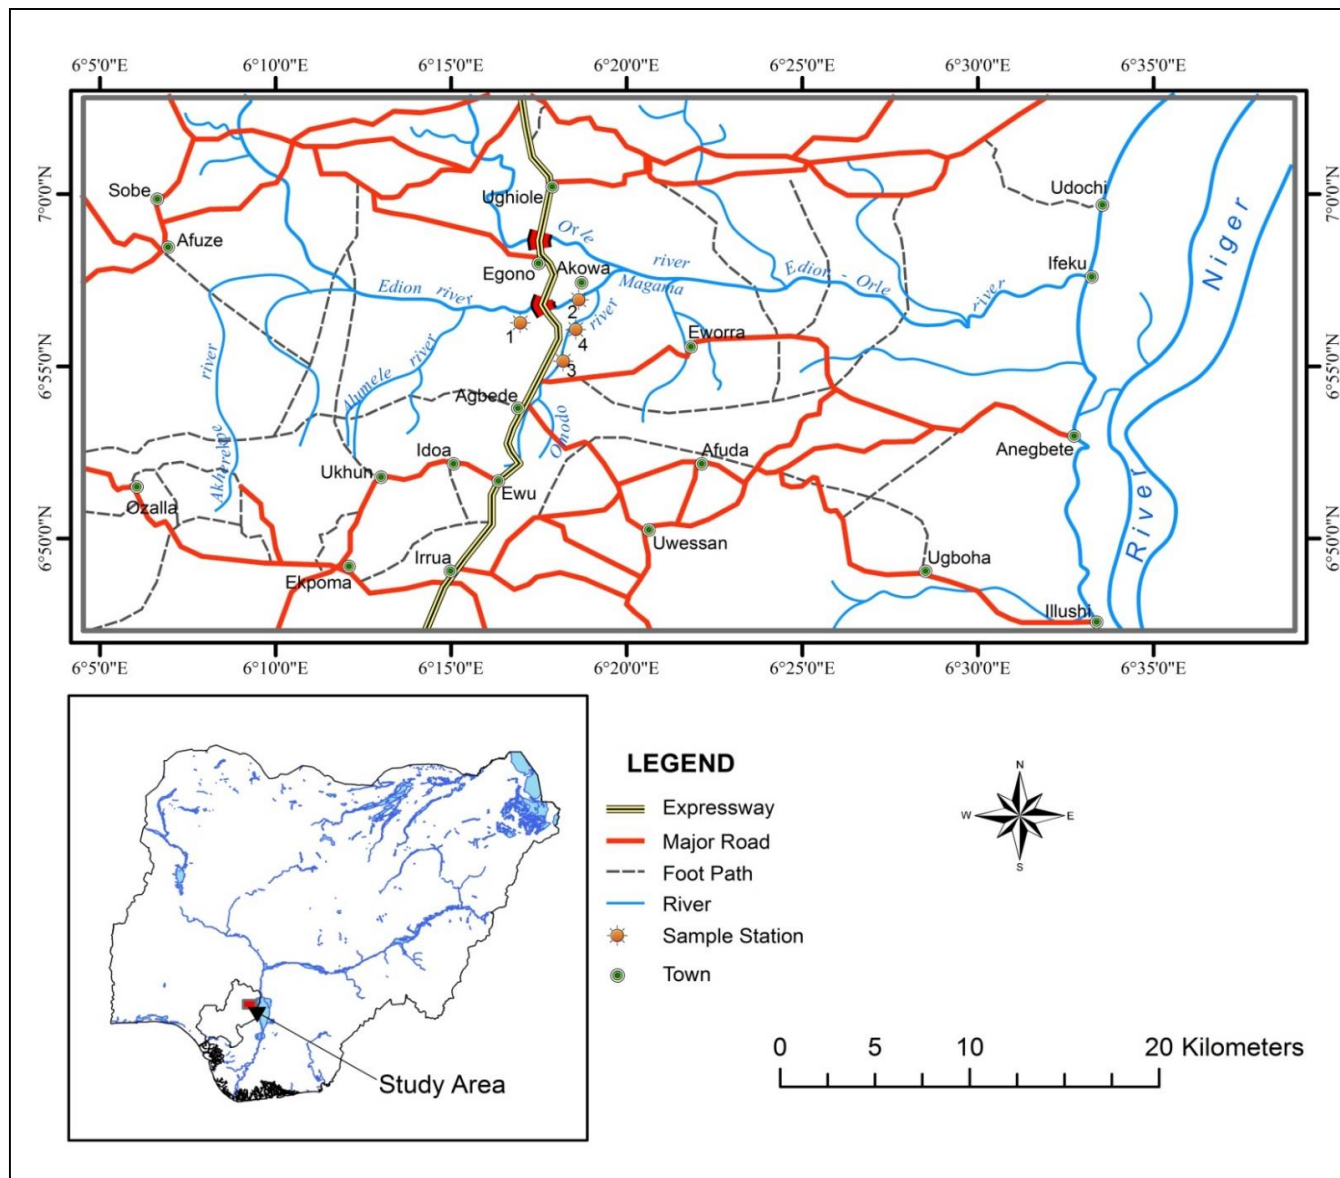 6°5'0"E 6°10'0"E 6°15'0"E 6°20'0"E 6°25'0"E 6°30'0"E 6°35'0"E
7°0'0"N
6°55'0"N
6°50'0"N
7°0'0"N
6°55'0"N
6°50'0"N
Sobe
Ughiole
Udochi
Afuze
Orle
river
Egono
Akowa
Ifeku
Niger
River
Edion river
Magama
river
Edion - Orle
river
1
2
4
3
Eworra
river
Akherekpe
Alumele river
Agbede
Omodo
Anegbete
Idoa
Afuda
Ukhun
Ewu
Ozalla
Uwessan
Irrua
Ugboha
Ekpoma
Illushi
6°5'0"E 6°10'0"E 6°15'0"E 6°20'0"E 6°25'0"E 6°30'0"E 6°35'0"E
Study Area
LEGEND
Expressway
Major Road
Foot Path
River
Sample Station
Town
N
W E
S
0 5 10 20 Kilometers